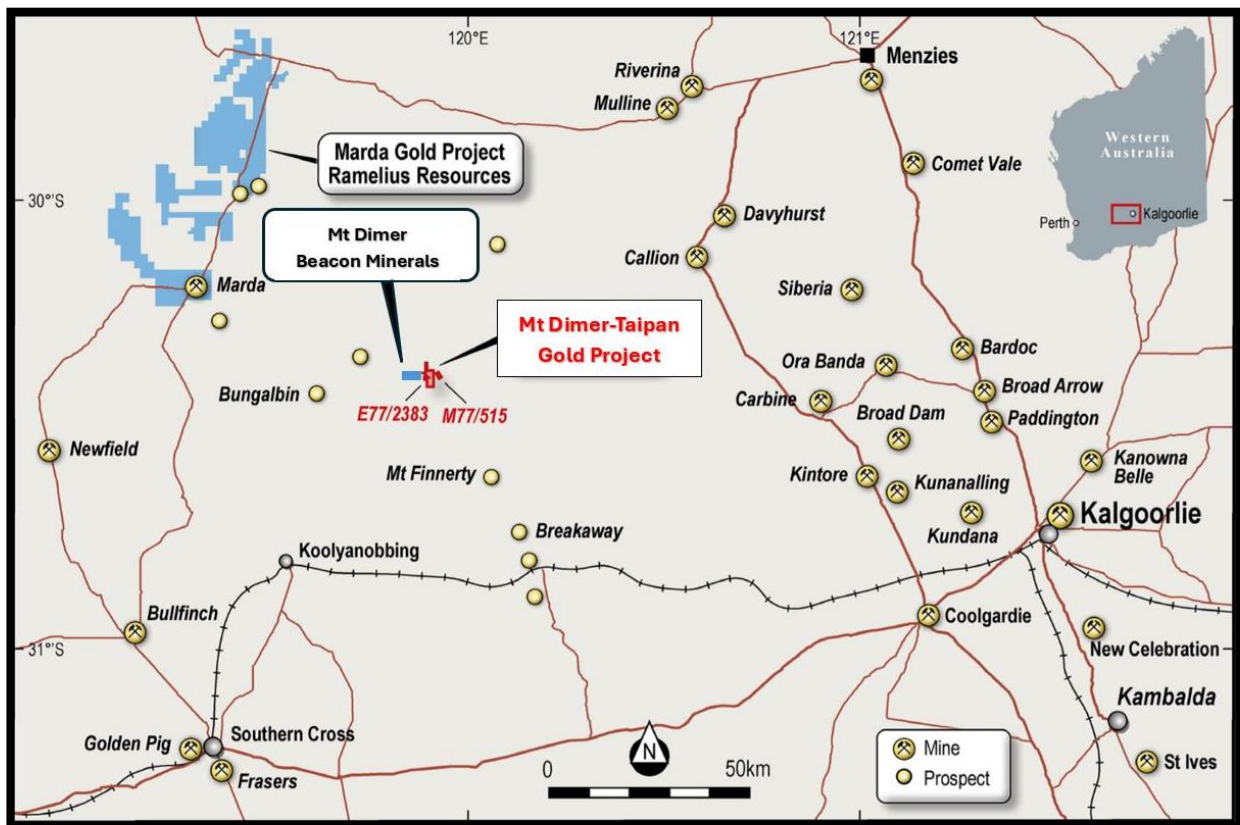 120°E
121°E
Menzies
Riverina
Mulline
Western
Australia
Perth
Kalgoorlie
Marda Gold Project
Ramelius Resources
Comet Vale
30°S
Davyhurst
Mt Dimer
Beacon Minerals
Callion
Siberia
Marda
Mt Dimer-Taipan
Gold Project
Bardoc
Ora Banda
Bungalbin
E77/2383
M77/515
Carbine
Broad Arrow
Broad Dam
Paddington
Newfield
Mt Finnerty
Kintore
Kunanalling
Kanowna
Belle
Kundana
Kalgoorlie
Breakaway
Koolyanobbing
Bullfinch
Coolgardie
31°S
New Celebration
Kambalda
Golden Pig
Southern Cross
Frasers
N
0
50km
Mine
Prospect
St Ives